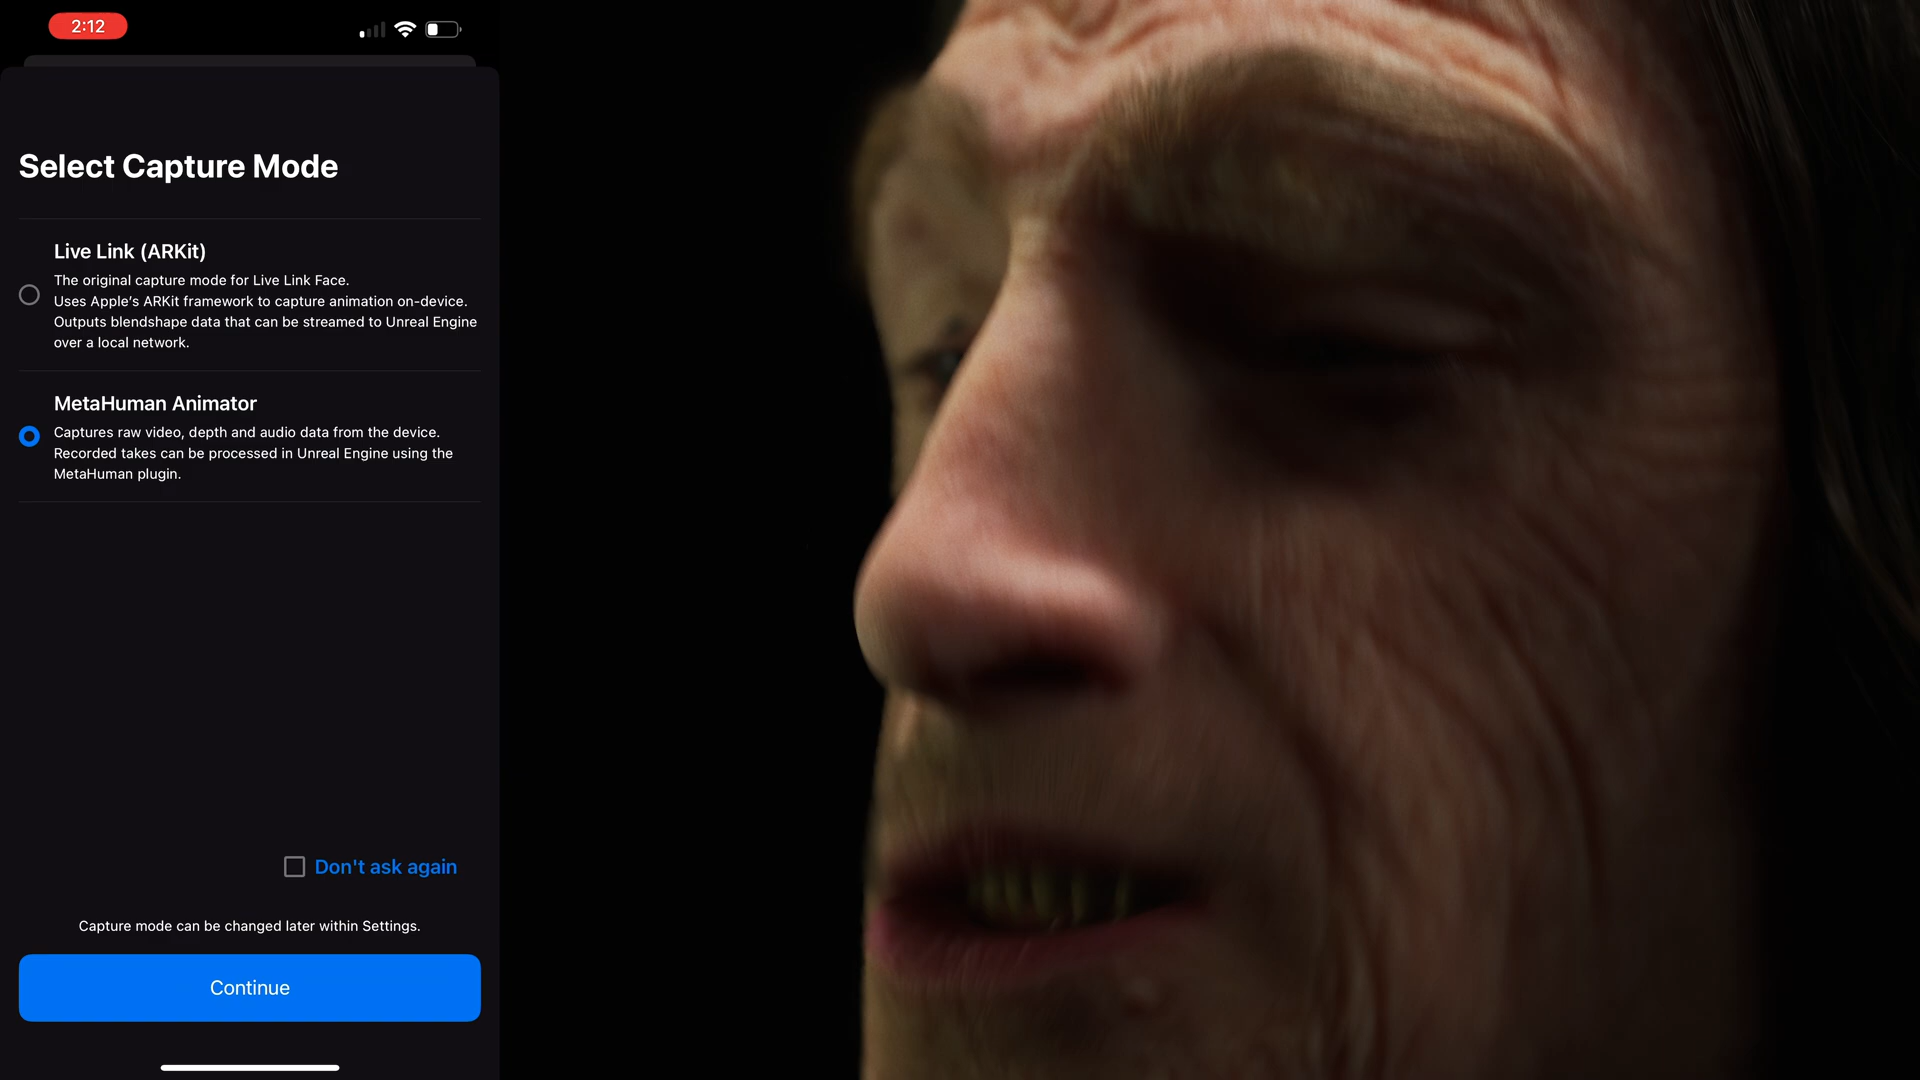 2:12
Select Capture Mode
Live Link (ARKit)
The original capture mode for Live Link Face.
Uses Apple’s ARKit framework to capture animation on-device.
Outputs blendshape data that can be streamed to Unreal Engine
over a local network.
MetaHuman Animator
Captures raw video, depth and audio data from the device.
Recorded takes can be processed in Unreal Engine using the
MetaHuman plugin.
Don't ask again
Capture mode can be changed later within Settings.
Continue